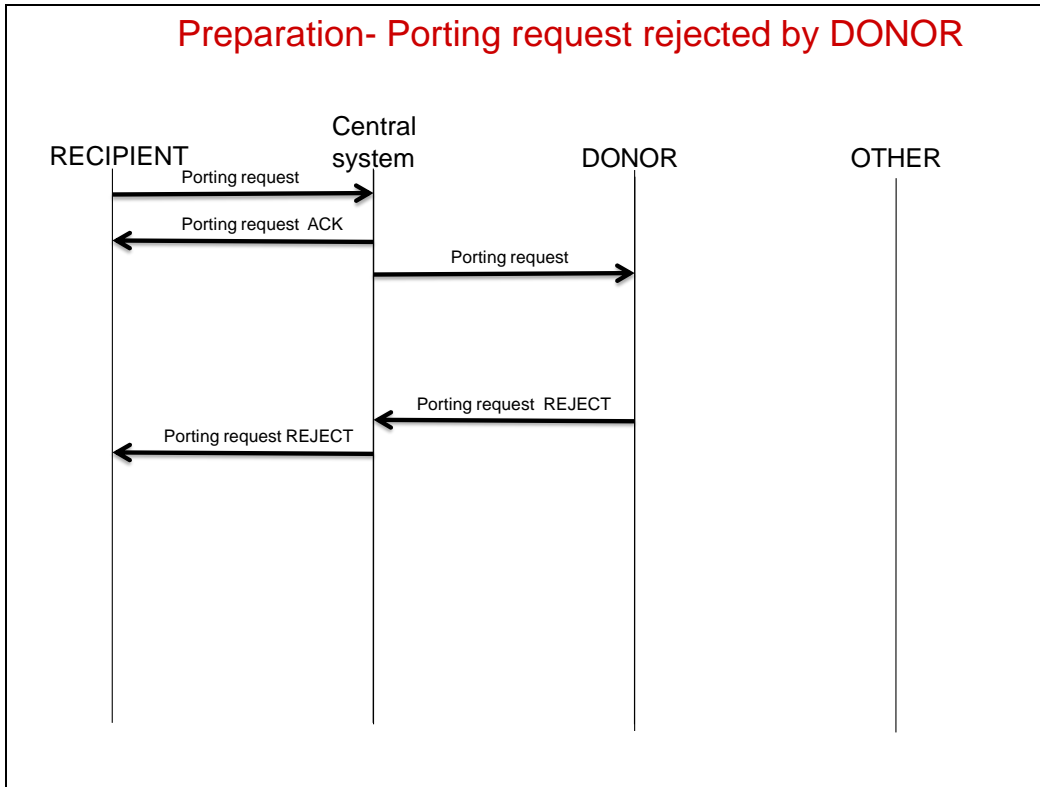 Preparation- Porting request rejected by DONOR
RECIPIENT
Central
system
DONOR
OTHER
Porting request
Porting request ACK
Porting request
Porting request REJECT
Porting request REJECT